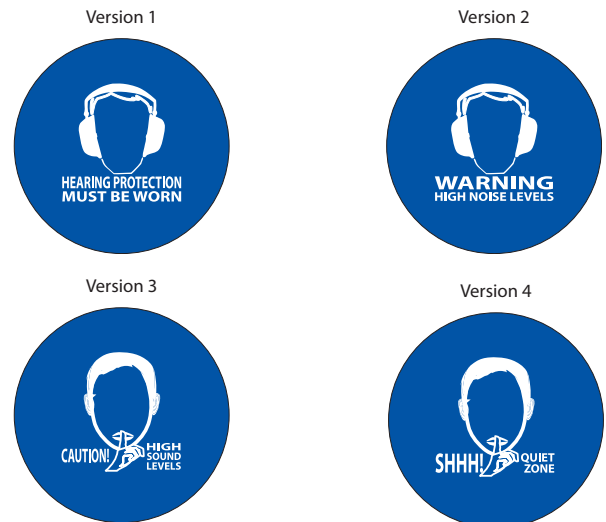 Version 1
HEARING PROTECTION
MUST BE WORN
Version 2
WARNING
HIGH NOISE LEVELS
Version 3
CAUTION!
HIGH
SOUND
LEVELS
Version 4
SHHH!
QUIET
ZONE